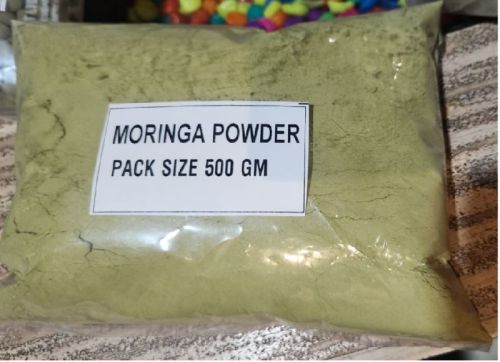 MORINGA POWDER
PACK SIZE 500 GM